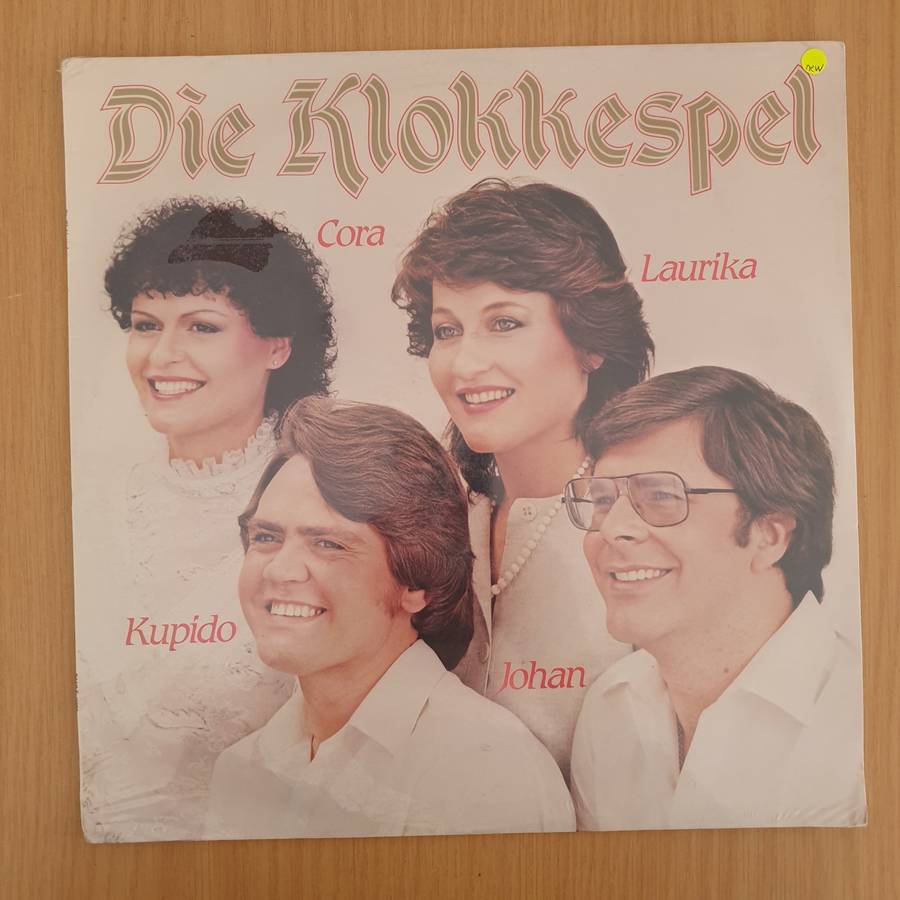 Die Klokkespel
new
Cora
Laurika
Kupido
Johan